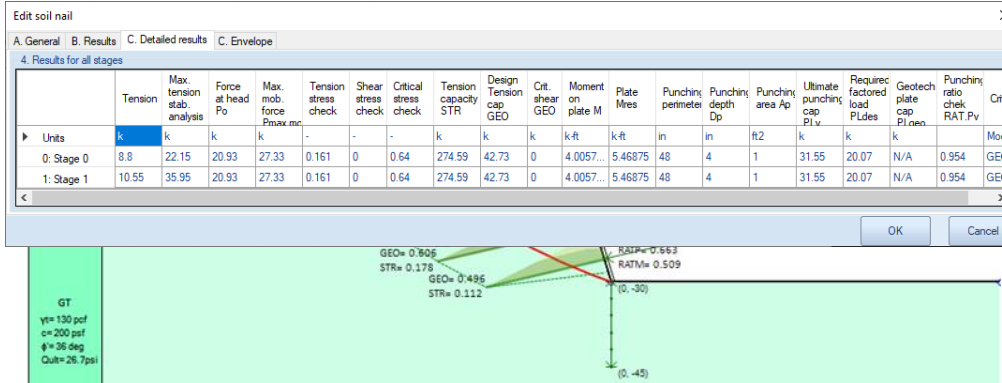 Edit soil nail
A. General B. Results C. Detailed results C. Envelope
4. Results for all stages
Tension Max. tension stab. analysis Force at head Po Max. mob. force Pmax.mo Tension stress check Shear stress check Critical stress check Tension capacity STR Design Tension cap GEO Crit. shear GEO Moment on plate M Plate Mres Punching perimeter Punching depth Dp Punching area Ap Ultimate punching cap PLv Required factored load PLdes Geotech plate cap PLgeo Punching ratio chek RAT.Pv Crit
Units k k k k - - - k k k k-ft k-ft in in ft2 k k k Mod
0: Stage 0 8.8 22.15 20.93 27.33 0.161 0 0.64 274.59 42.73 0 4.0057... 5.46875 48 4 1 31.55 20.07 N/A 0.954 GEO
1: Stage 1 10.55 35.95 20.93 27.33 0.161 0 0.64 274.59 42.73 0 4.0057... 5.46875 48 4 1 31.55 20.07 N/A 0.954 GEO
OK Cancel
GEO= 0.606
STR= 0.178
GEO= 0.496
STR= 0.112
RATP= 0.663
RATM= 0.509
(0, -30)
GT
γt= 130 pcf
c= 200 psf
ϕ'= 36 deg
Qult= 26.7psi
(0, -45)